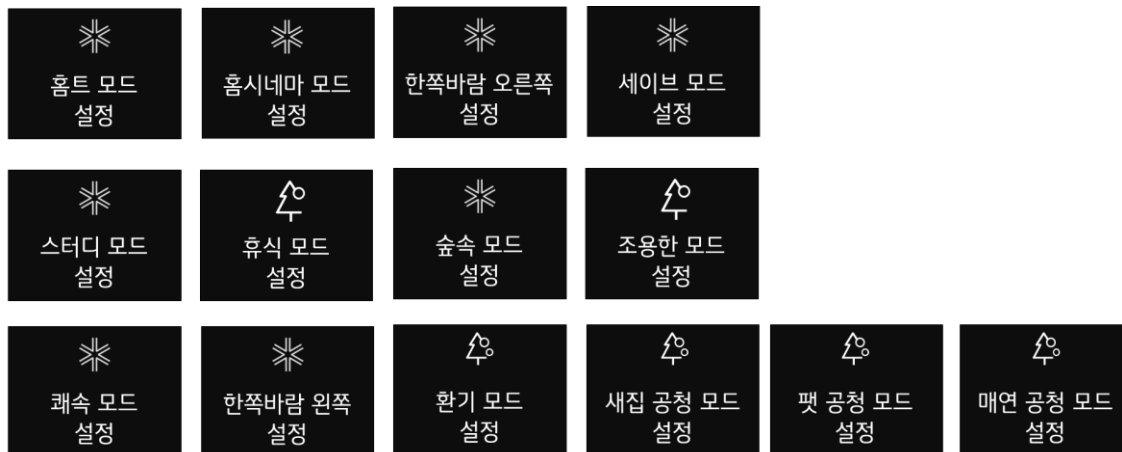 홈트 모드
설정
홈시네마 모드
설정
한쪽바람 오른쪽
설정
세이브 모드
설정
스터디 모드
설정
휴식 모드
설정
숲속 모드
설정
조용한 모드
설정
쾌속 모드
설정
한쪽바람 왼쪽
설정
환기 모드
설정
새집 공청 모드
설정
팻 공청 모드
설정
매연 공청 모드
설정